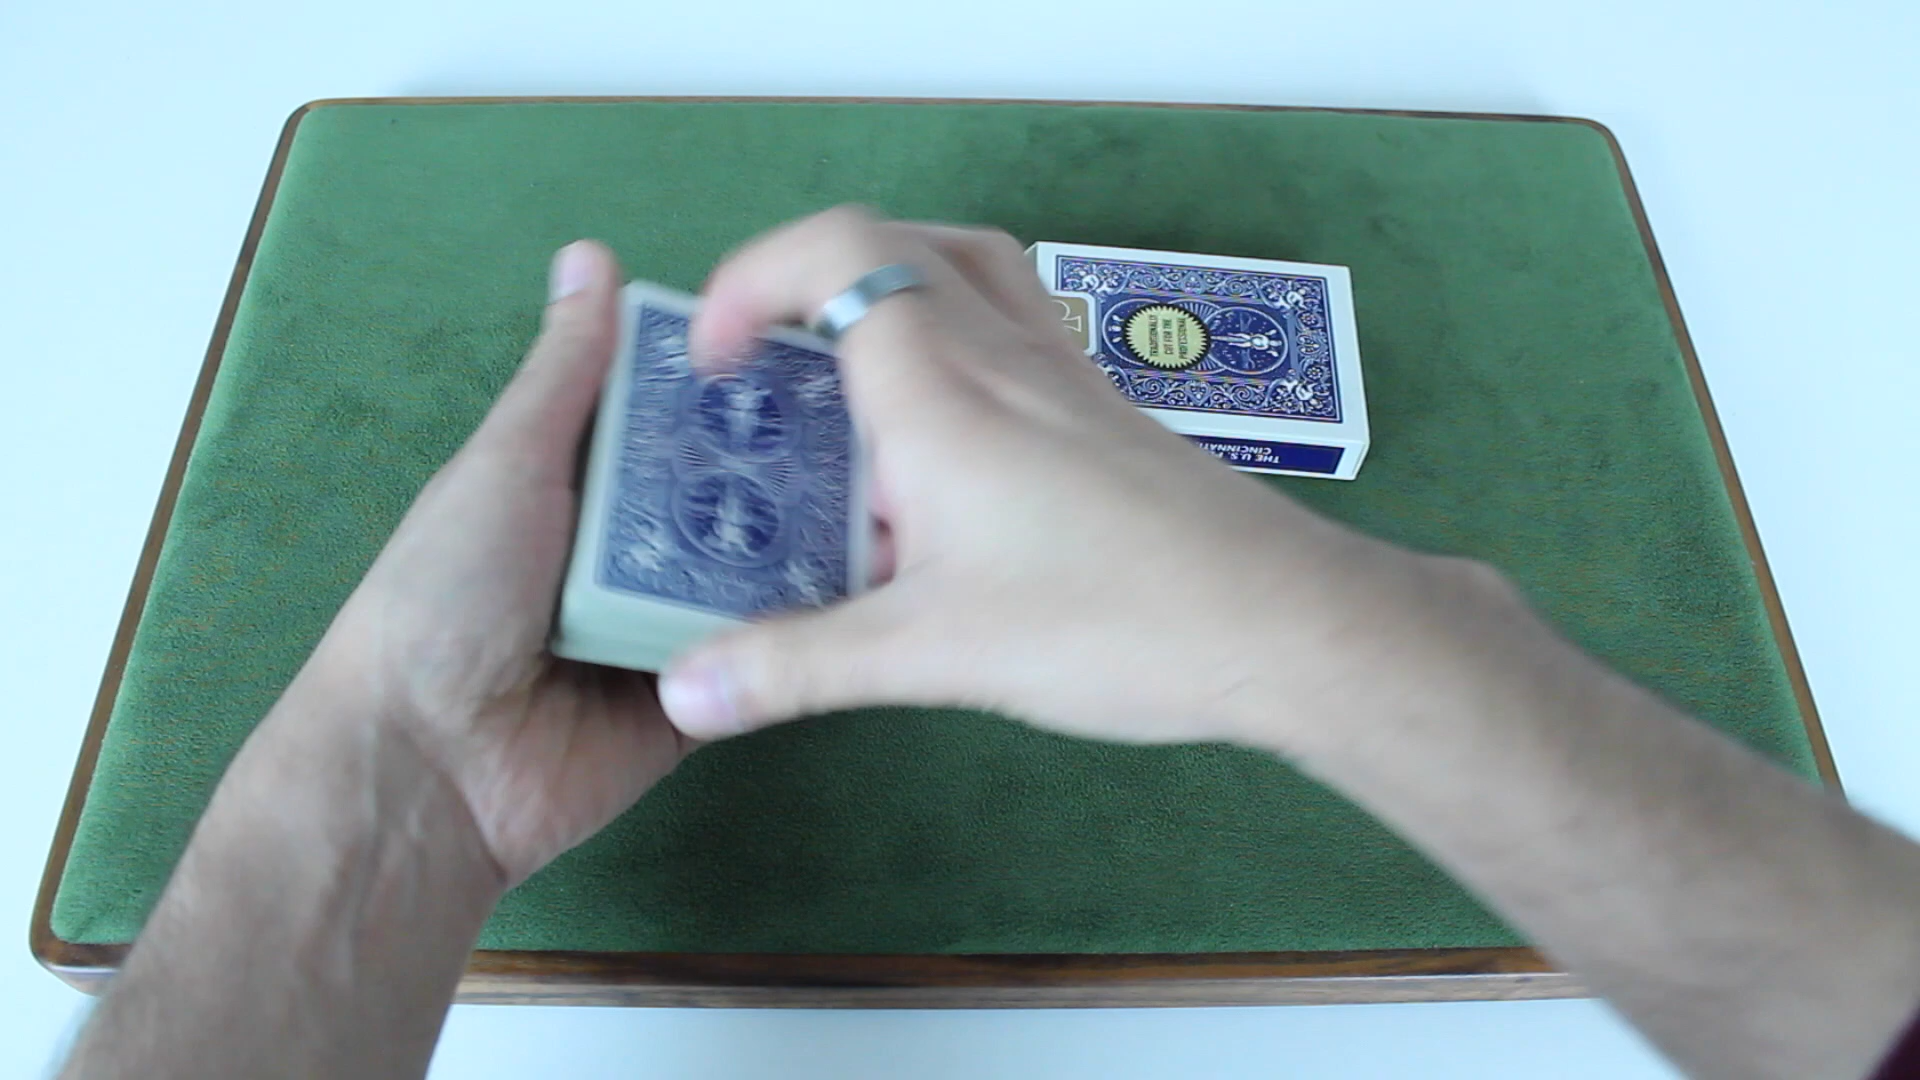 TRADITIONALLY
CUT FOR THE
PROFESSIONAL
THE U.S.
CINCINNATI